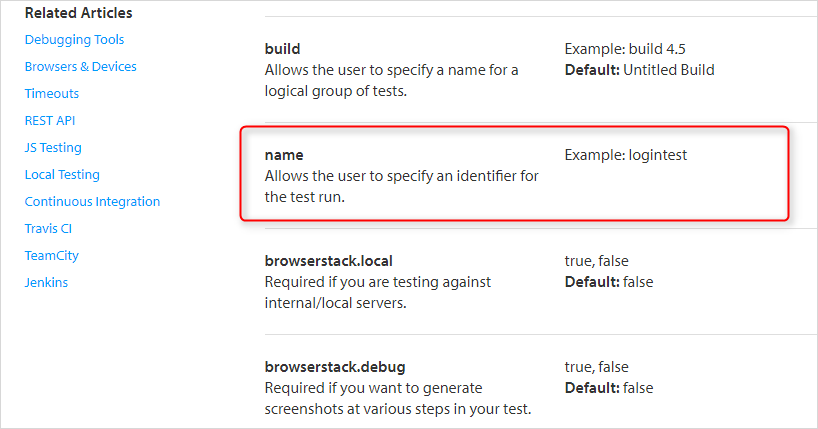 Related Articles
Debugging Tools
Browsers & Devices
Timeouts
REST API
JS Testing
Local Testing
Continuous Integration
Travis CI
TeamCity
Jenkins
build
Allows the user to specify a name for a
logical group of tests.
Example: build 4.5
Default: Untitled Build
name
Allows the user to specify an identifier for
the test run.
Example: logintest
browserstack.local
Required if you are testing against
internal/local servers.
true, false
Default: false
browserstack.debug
Required if you want to generate
screenshots at various steps in your test.
true, false
Default: false